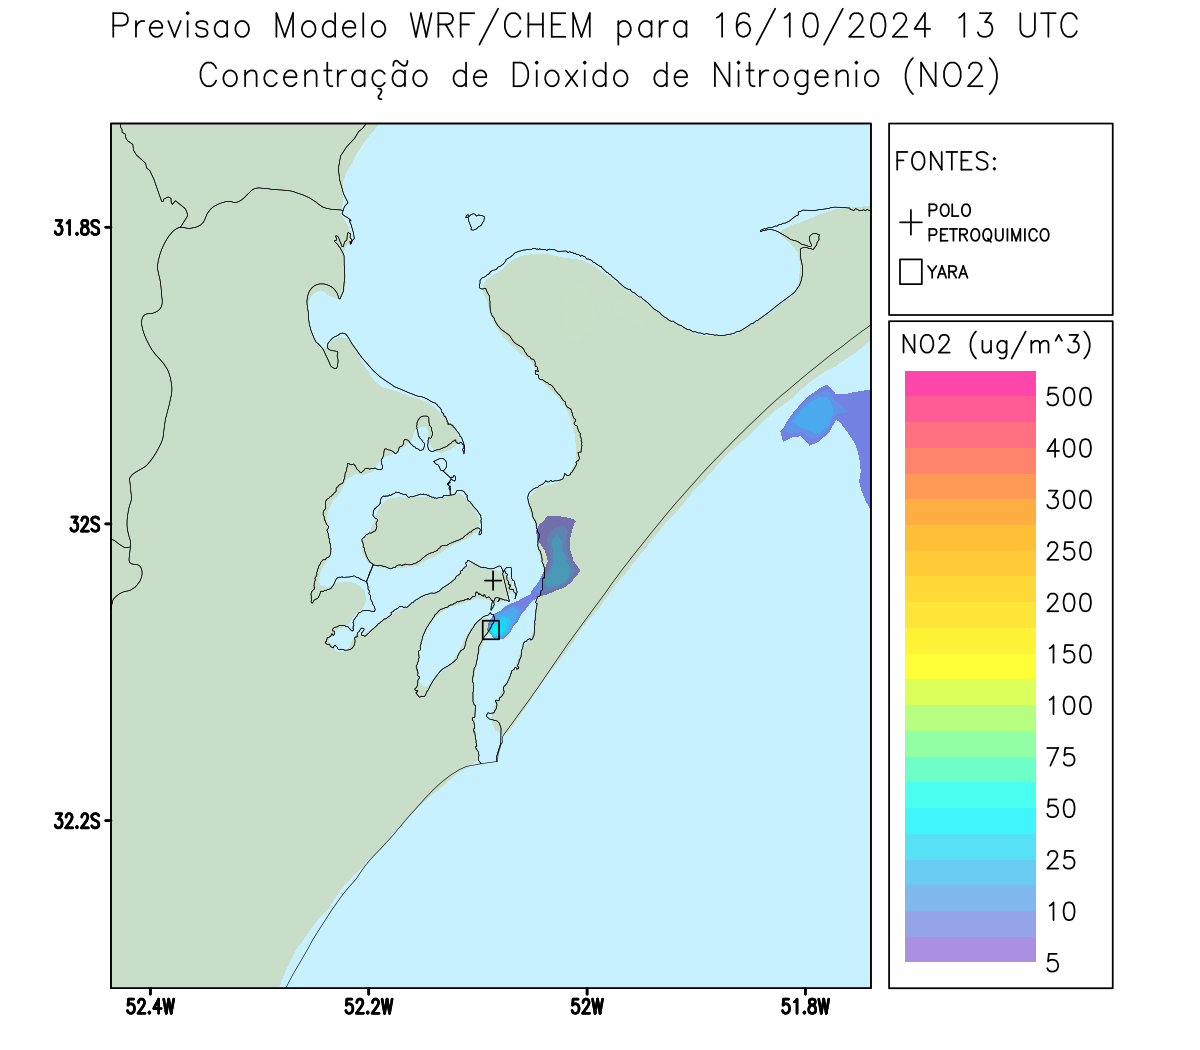 Previsao Modelo WRF/CHEM para 16/10/2024 13 UTC
Concentração de Dioxido de Nitrogenio (NO2)
FONTES:
POLO
PETROQUIMICO
YARA
NO2 (ug/m^3)
500
400
300
250
200
150
100
75
50
25
10
5
31.8S
32S
32.2S
52.4W
52.2W
52W
51.8W